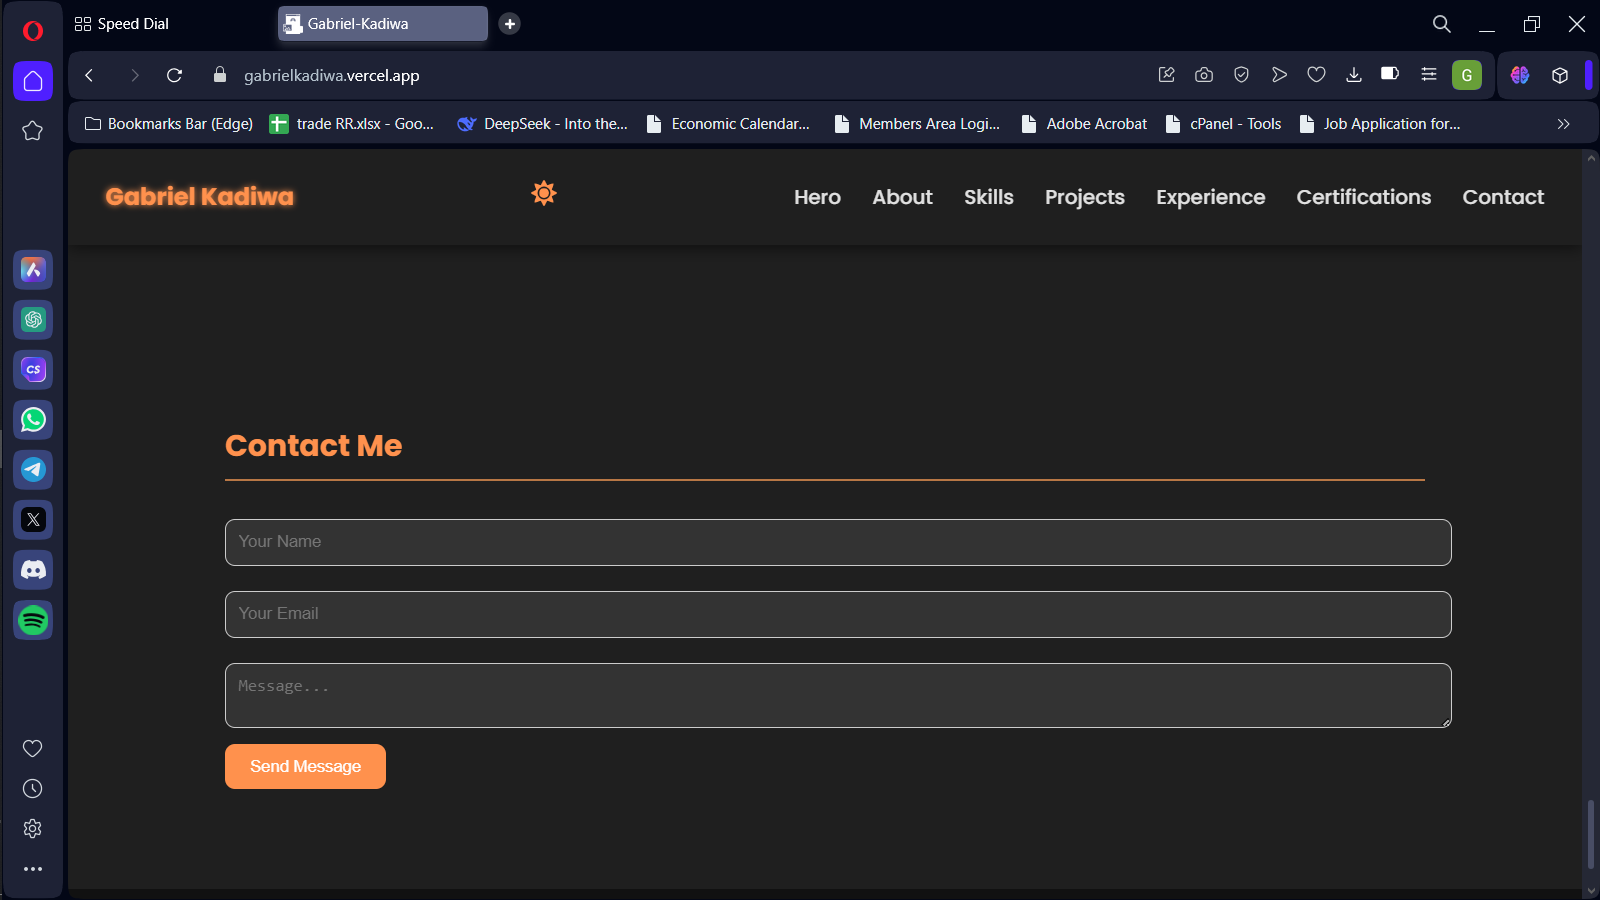 Speed Dial
Gabriel-Kadiwa
gabrielkadiwa.vercel.app
G
Bookmarks Bar (Edge)
trade RR.xlsx - Goo...
DeepSeek - Into the...
Economic Calendar...
Members Area Logi...
Adobe Acrobat
cPanel - Tools
Job Application for...
CS
Gabriel Kadiwa
Hero
About
Skills
Projects
Experience
Certifications
Contact
Contact Me
Your Name
Your Email
Message...
Send Message